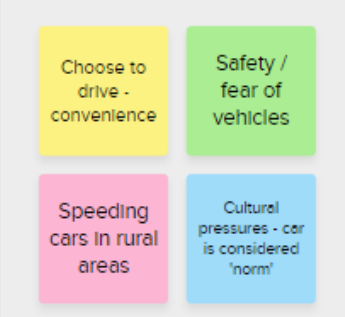 Choose to
drive -
convenience
Safety /
fear of
vehicles
Speeding
cars in rural
areas
Cultural
pressures - car
is considered
'norm'